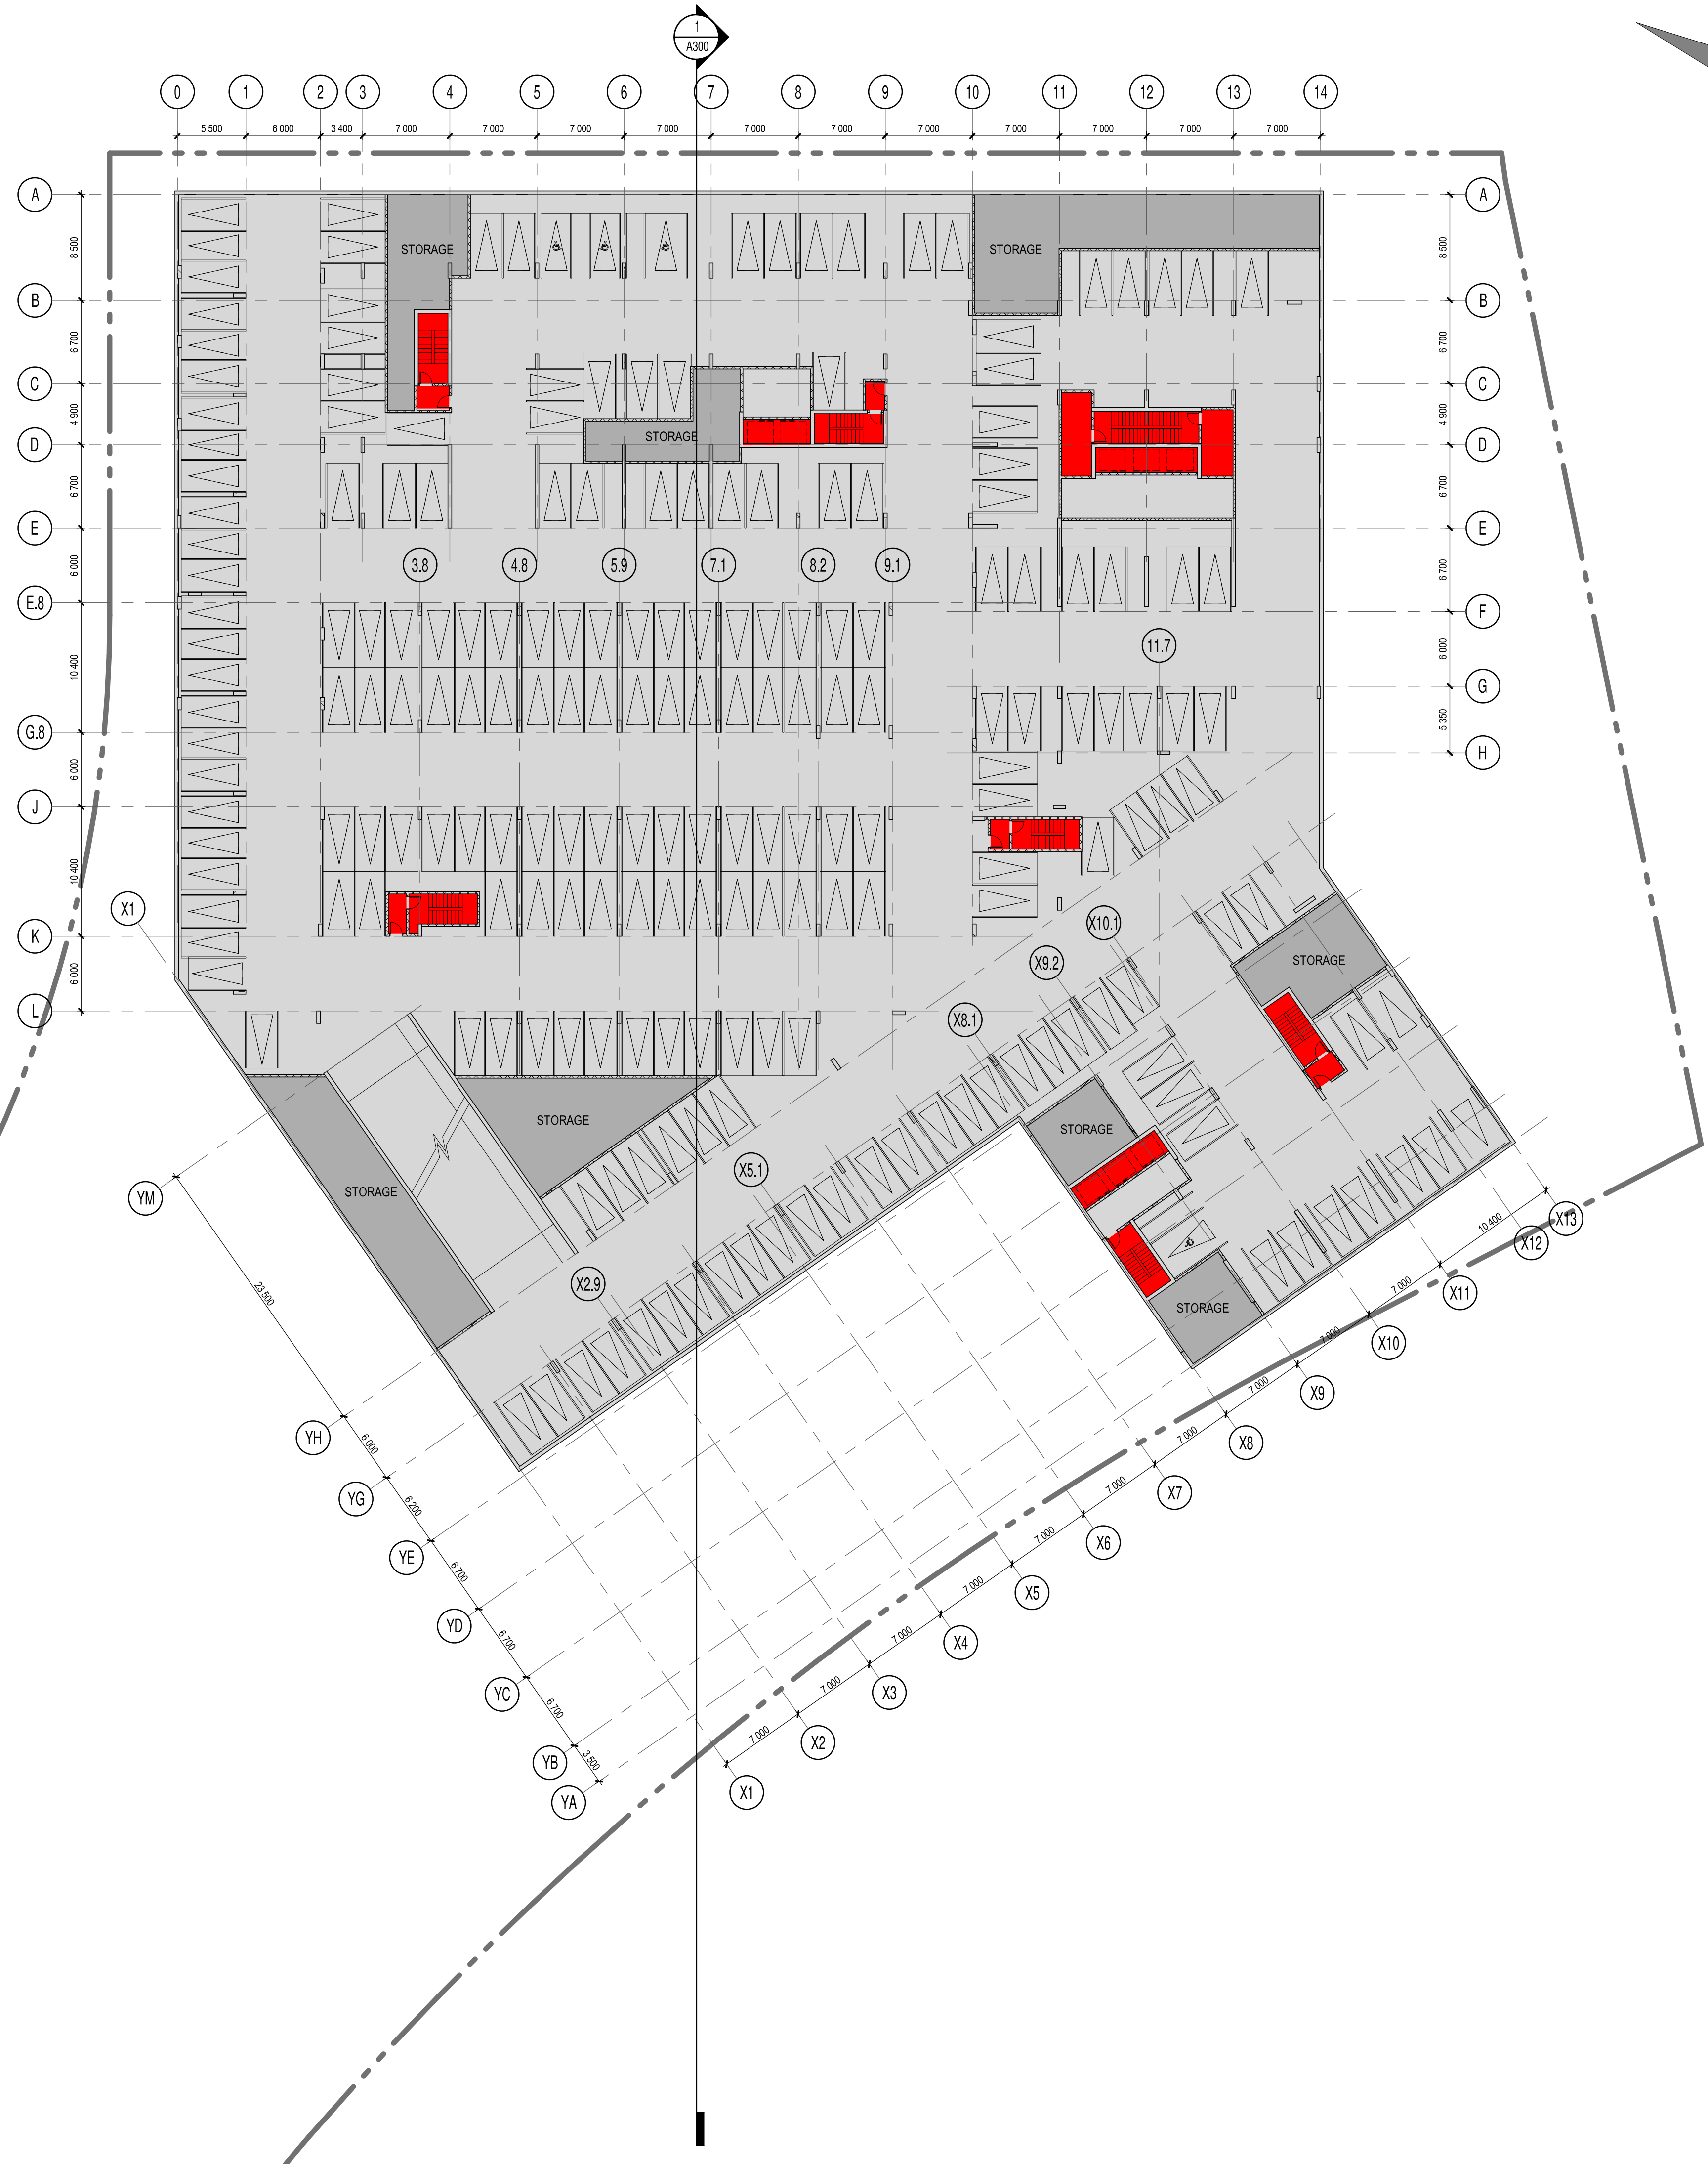 1
A300
0 1 2 3 4 5 6 7 8 9 10 11 12 13 14
5 500 6 000 3 400 7 000 7 000 7 000 7 000 7 000 7 000 7 000 7 000 7 000 7 000 7 000
A A
8 500 STORAGE STORAGE 8 500
B B
6 700 6 700
C C
4 900 STORAGE 4 900
D D
6 700 6 700
E E
6 000 3.8 4.8 5.9 7.1 8.2 9.1 6 700
E.8 F
10 400 11.7 6 000
G
G.8 5 350
H
6 000
J
10 400
X1 X10.1
K
6 000 X9.2 STORAGE
L X8.1
STORAGE STORAGE
X5.1
STORAGE
YM
X13
10 400
X12
23 500 X2.9 7 000 X11
STORAGE
7 000 X10
7 000 X9
YH 7 000 X8
6 000
YG 7 000 X7
6 200
7 000 X6
YE
6 700 7 000 X5
YD 7 000 X4
6 700
YC 7 000 X3
6 700
7 000 X2
YB
3 500 X1
YA